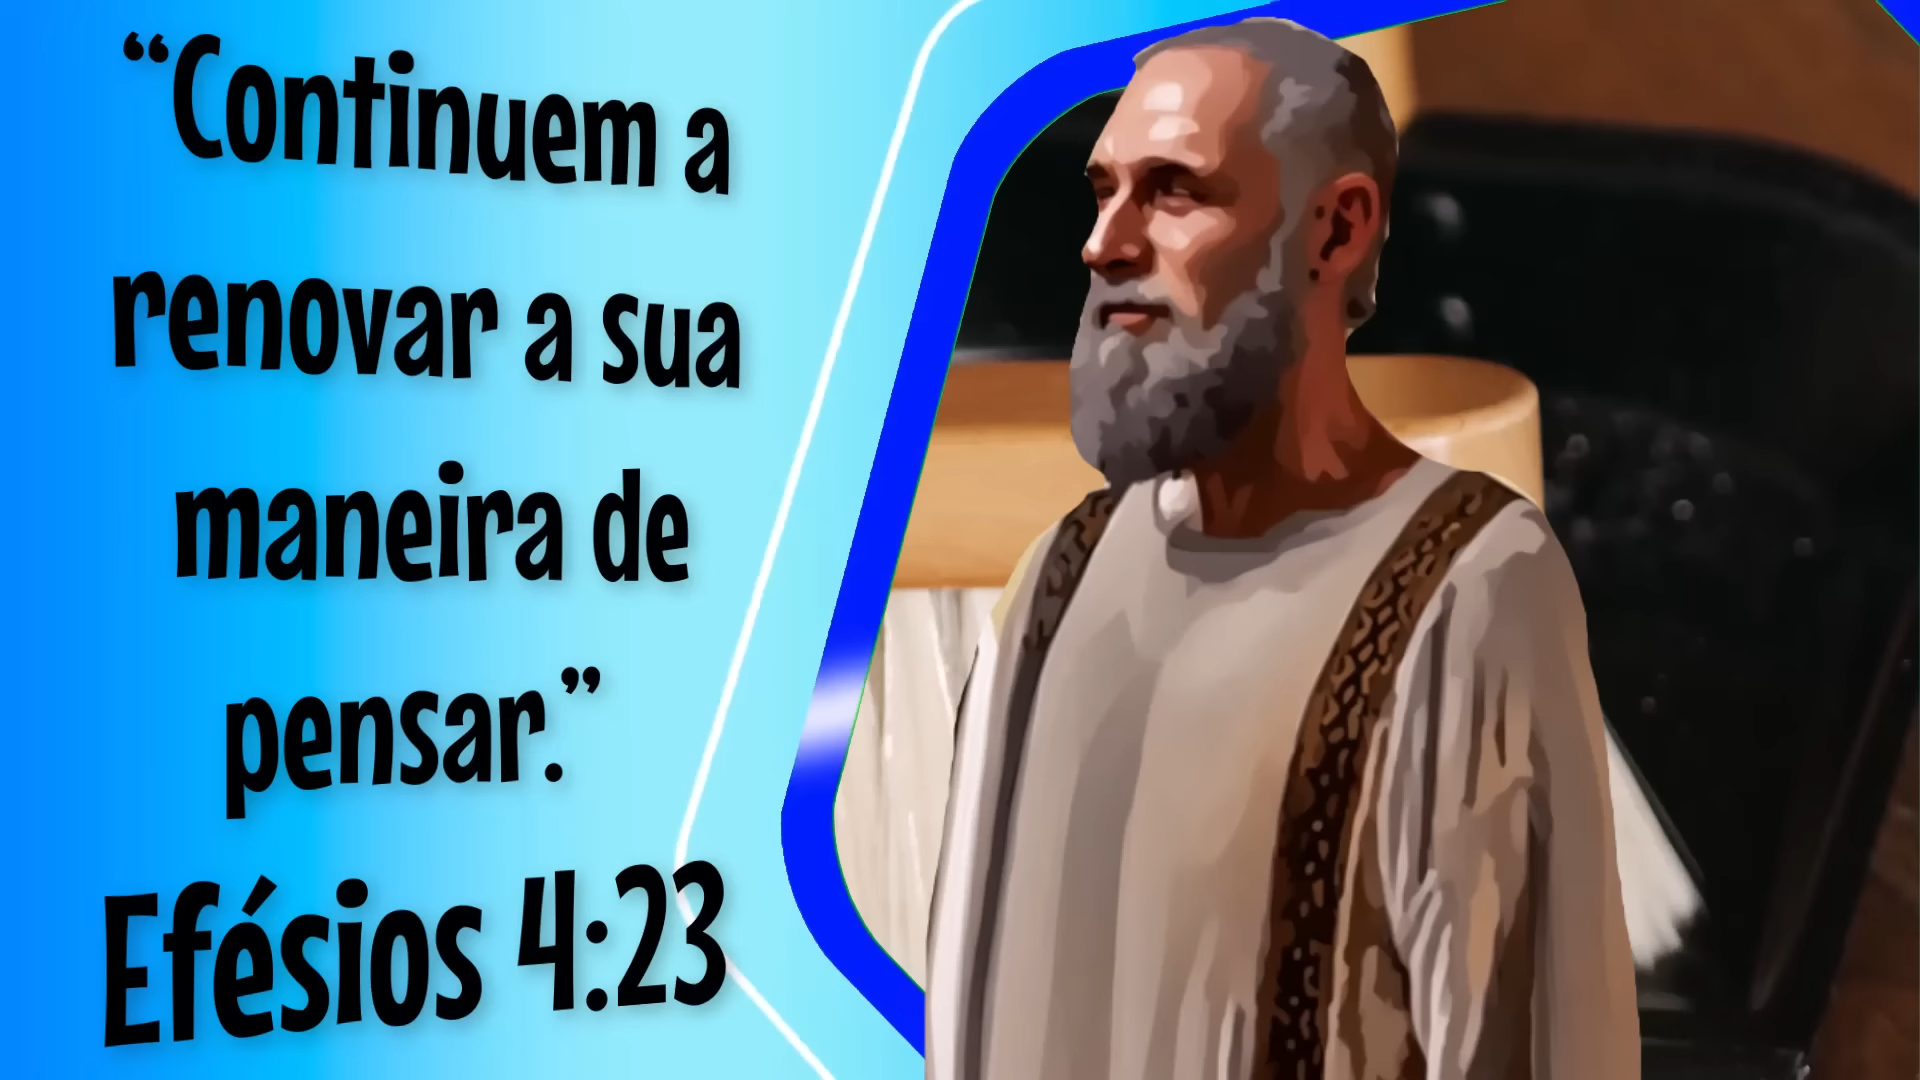 “Continuem a
renovar a sua
maneira de
pensar.”
Efésios 4:23